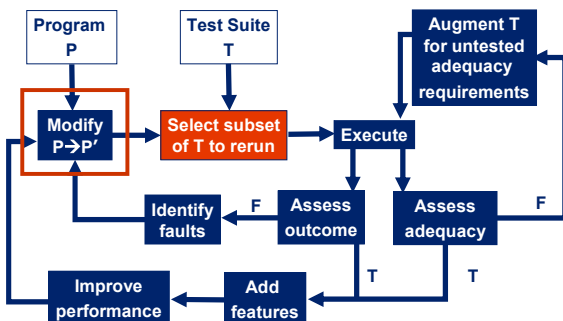 Program
P
Test Suite
T
Augment T
for untested
adequacy
requirements
Modify
P→P′
Select subset
of T to rerun
Execute
Identify
faults
F
Assess
outcome
Assess
adequacy
F
T
T
Improve
performance
Add
features